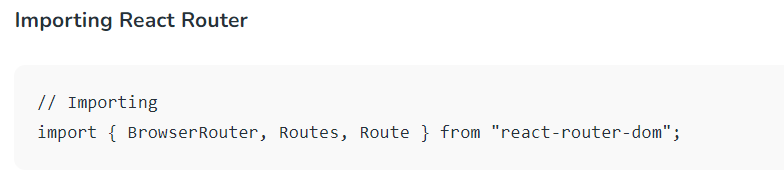 Importing React Router
// Importing
import { BrowserRouter, Routes, Route } from "react-router-dom";